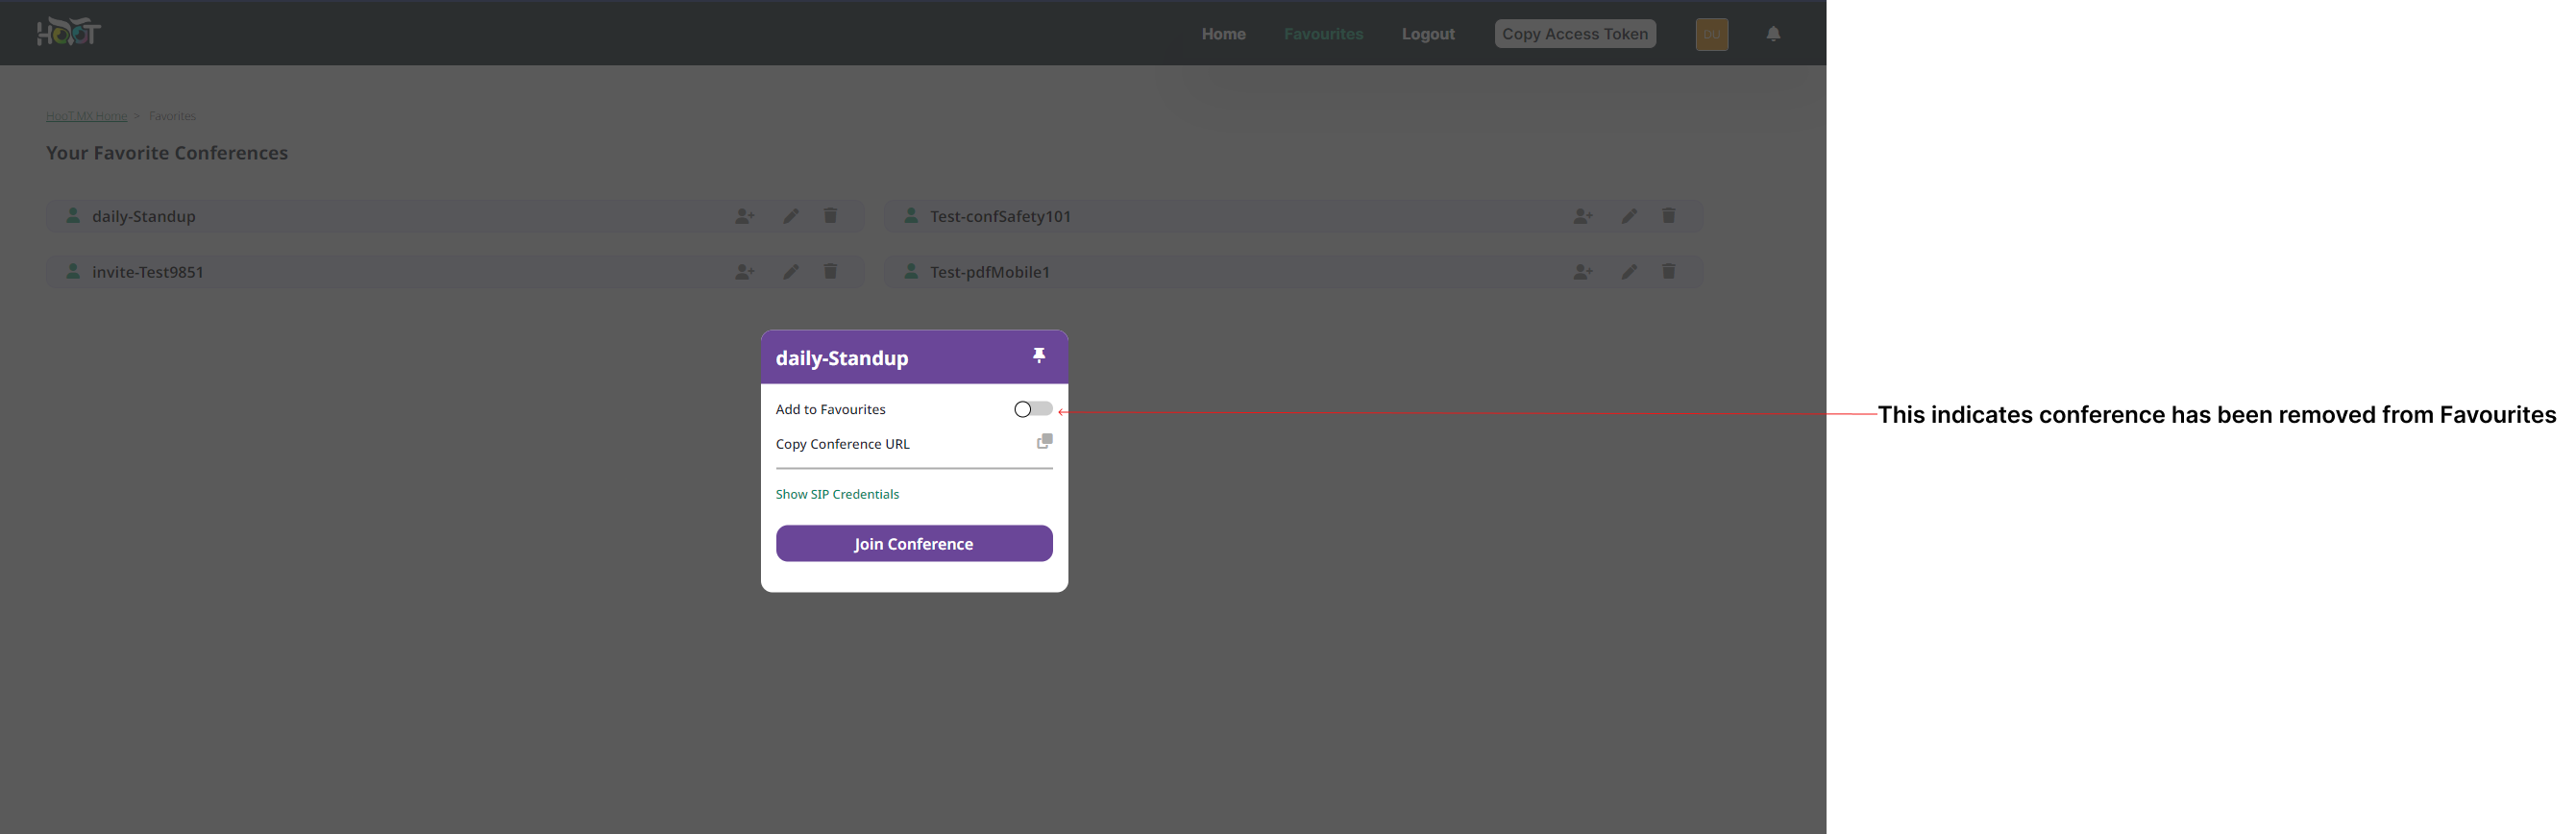 HOOT
Home Favourites Logout Copy Access Token DU
HooT.MX Home > Favorites
Your Favorite Conferences
daily-Standup
Test-confSafety101
invite-Test9851
Test-pdfMobile1
daily-Standup
Add to Favourites
This indicates conference has been removed from Favourites
Copy Conference URL
Show SIP Credentials
Join Conference